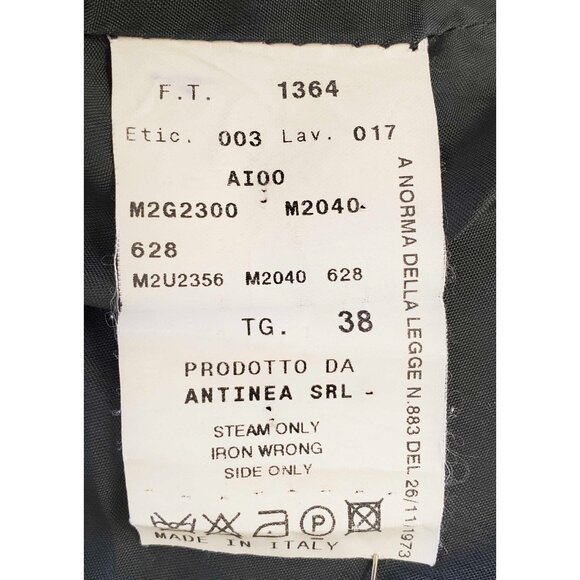 F.T. 1364
Etic. 003 Lav. 017
AI00
M2G2300 M2040-
628
M2U2356 M2040 628
TG. 38
PRODOTTO DA
ANTINEA SRL -
STEAM ONLY
IRON WRONG
SIDE ONLY
P
MADE IN ITALY
A NORMA DELLA LEGGE N.883 DEL 26/11/1973